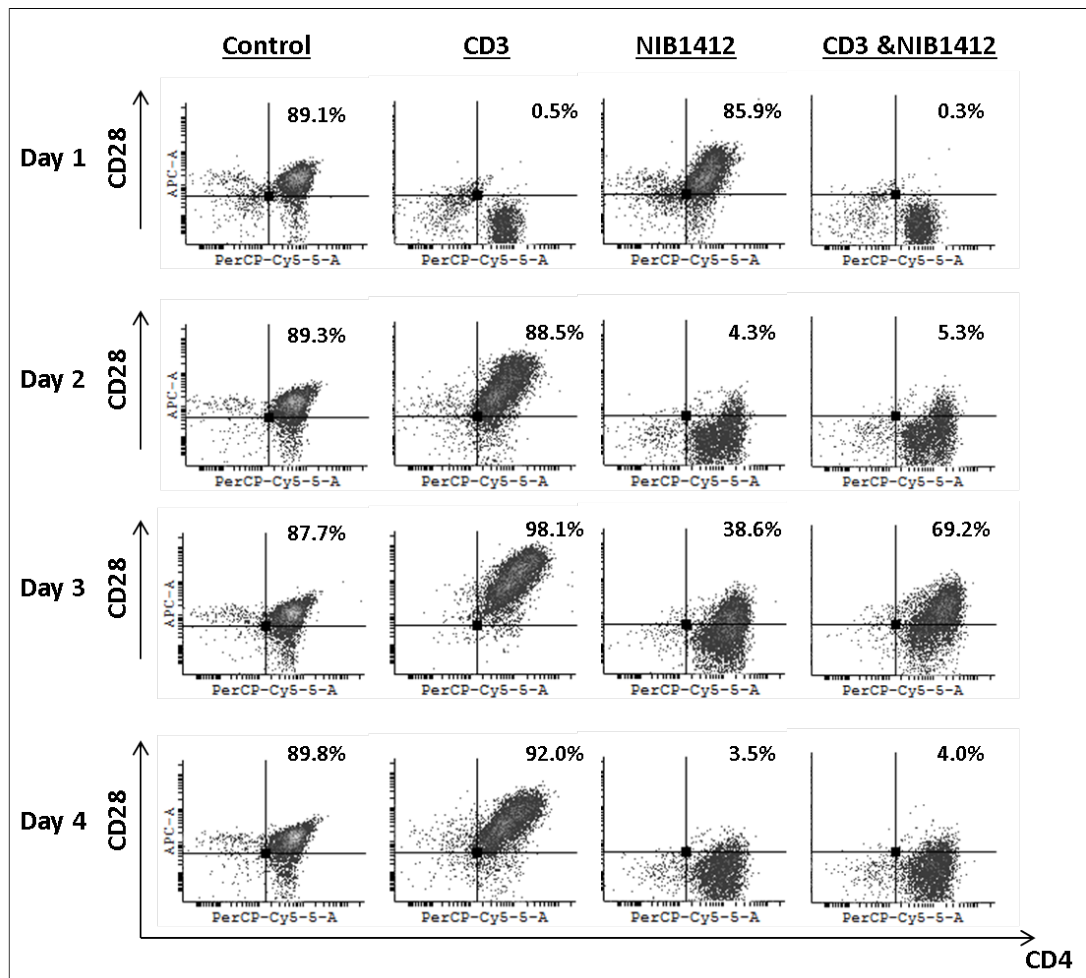 Control CD3 NIB1412 CD3 &NIB1412
Day 1 CD28 APC-A 89.1% 0.5% 85.9% 0.3%
PerCP-Cy5-5-A PerCP-Cy5-5-A PerCP-Cy5-5-A PerCP-Cy5-5-A
Day 2 CD28 APC-A 89.3% 88.5% 4.3% 5.3%
PerCP-Cy5-5-A PerCP-Cy5-5-A PerCP-Cy5-5-A PerCP-Cy5-5-A
Day 3 CD28 APC-A 87.7% 98.1% 38.6% 69.2%
PerCP-Cy5-5-A PerCP-Cy5-5-A PerCP-Cy5-5-A PerCP-Cy5-5-A
Day 4 CD28 APC-A 89.8% 92.0% 3.5% 4.0%
PerCP-Cy5-5-A PerCP-Cy5-5-A PerCP-Cy5-5-A PerCP-Cy5-5-A
CD4